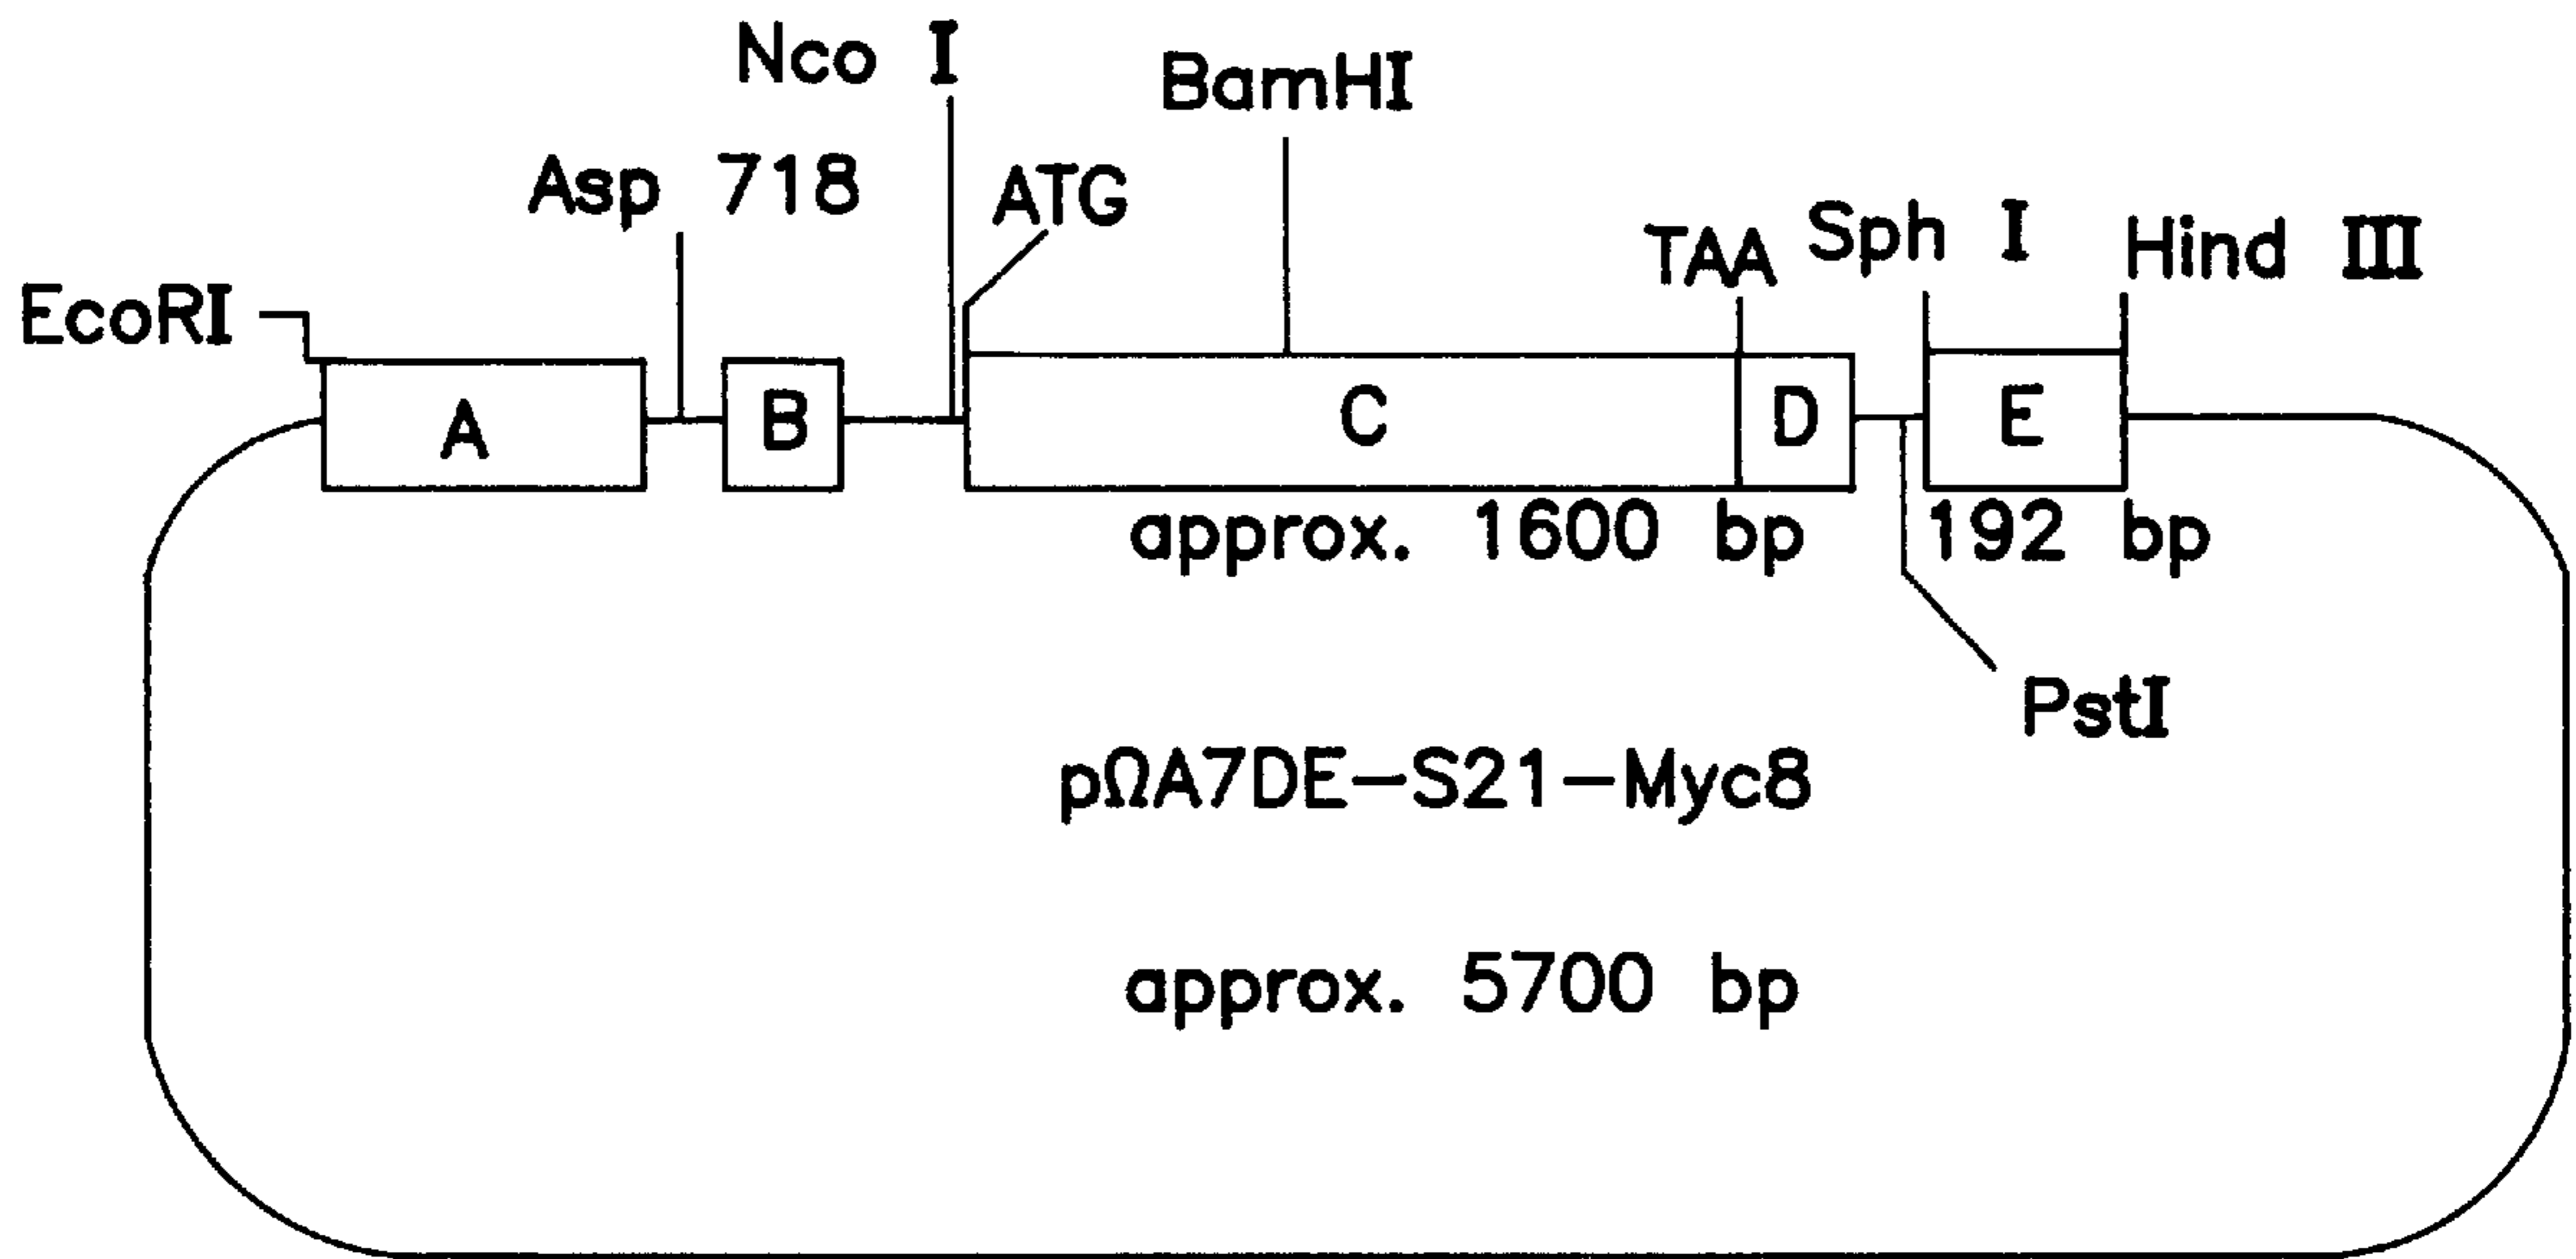 Nco I
BamHI
Asp 718
ATG
TAA
Sph I
Hind III
EcoRI
A
B
C
D
E
approx. 1600 bp
192 bp
PstI
pΩA7DE-S21-Myc8
approx. 5700 bp